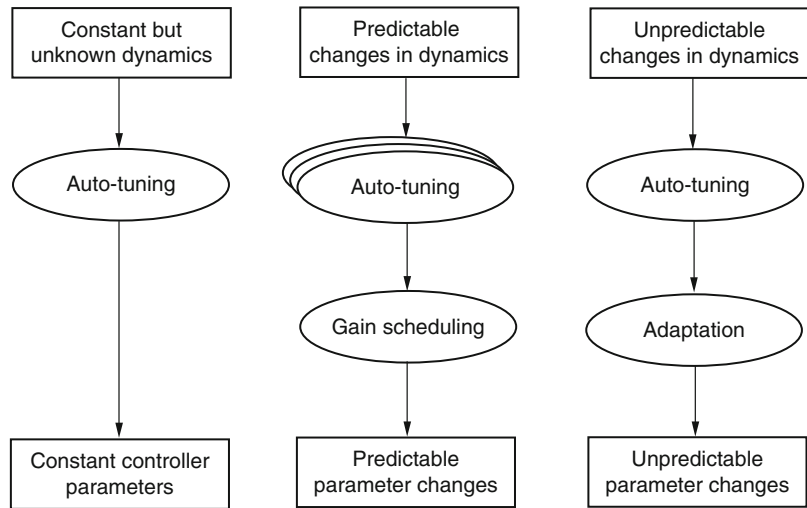 Constant but
unknown dynamics
Auto-tuning
Constant controller
parameters
Predictable
changes in dynamics
Auto-tuning
Gain scheduling
Predictable
parameter changes
Unpredictable
changes in dynamics
Auto-tuning
Adaptation
Unpredictable
parameter changes